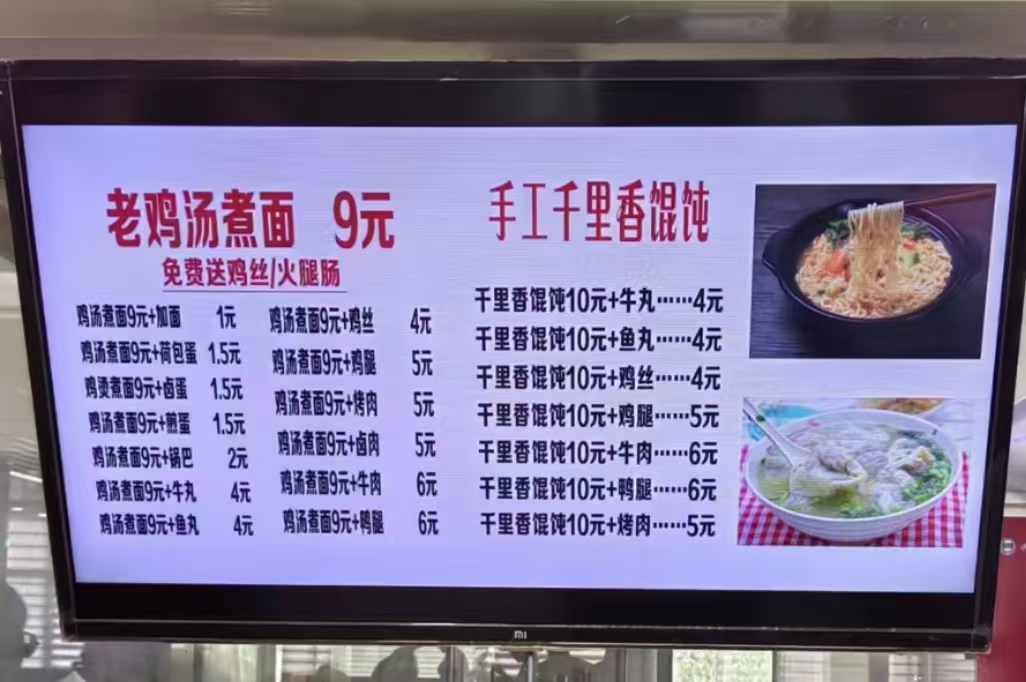 老鸡汤煮面 9元
免费送鸡丝/火腿肠
鸡汤煮面9元+加面 1元
鸡汤煮面9元+荷包蛋 1.5元
鸡烫煮面9元+卤蛋 1.5元
鸡汤煮面9元+煎蛋 1.5元
鸡汤煮面9元+锅巴 2元
鸡汤煮面9元+牛丸 4元
鸡汤煮面9元+鱼丸 4元
鸡汤煮面9元+鸡丝 4元
鸡汤煮面9元+鸡腿 5元
鸡汤煮面9元+烤肉 5元
鸡汤煮面9元+卤肉 5元
鸡汤煮面9元+牛肉 6元
鸡汤煮面9元+鸭腿 6元
手工千里香馄饨
千里香馄饨10元+牛丸……4元
千里香馄饨10元+鱼丸……4元
千里香馄饨10元+鸡丝……4元
千里香馄饨10元+鸡腿……5元
千里香馄饨10元+牛肉……6元
千里香馄饨10元+鸭腿……6元
千里香馄饨10元+烤肉……5元
mi